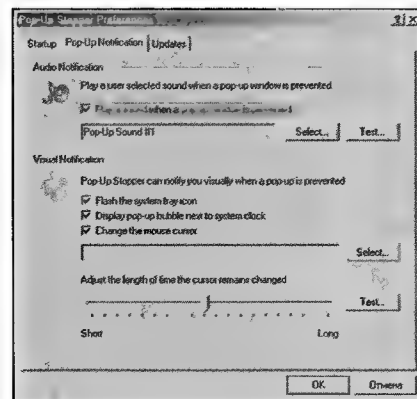 Pop-Up Stopper Preferences
Startup Pop-Up Notification Updates
Audio Notification
Play a user selected sound when a pop-up window is prevented
when a
Pop-Up Sound #1 Select... Test...
Visual Notification
Pop-Up Stopper can notify you visually when a pop-up is prevented
Flash the system tray icon
Display pop-up bubble next to system clock
Change the mouse cursor
Select...
Adjust the length of time the cursor remains changed
Test...
Short Long
OK Отмена